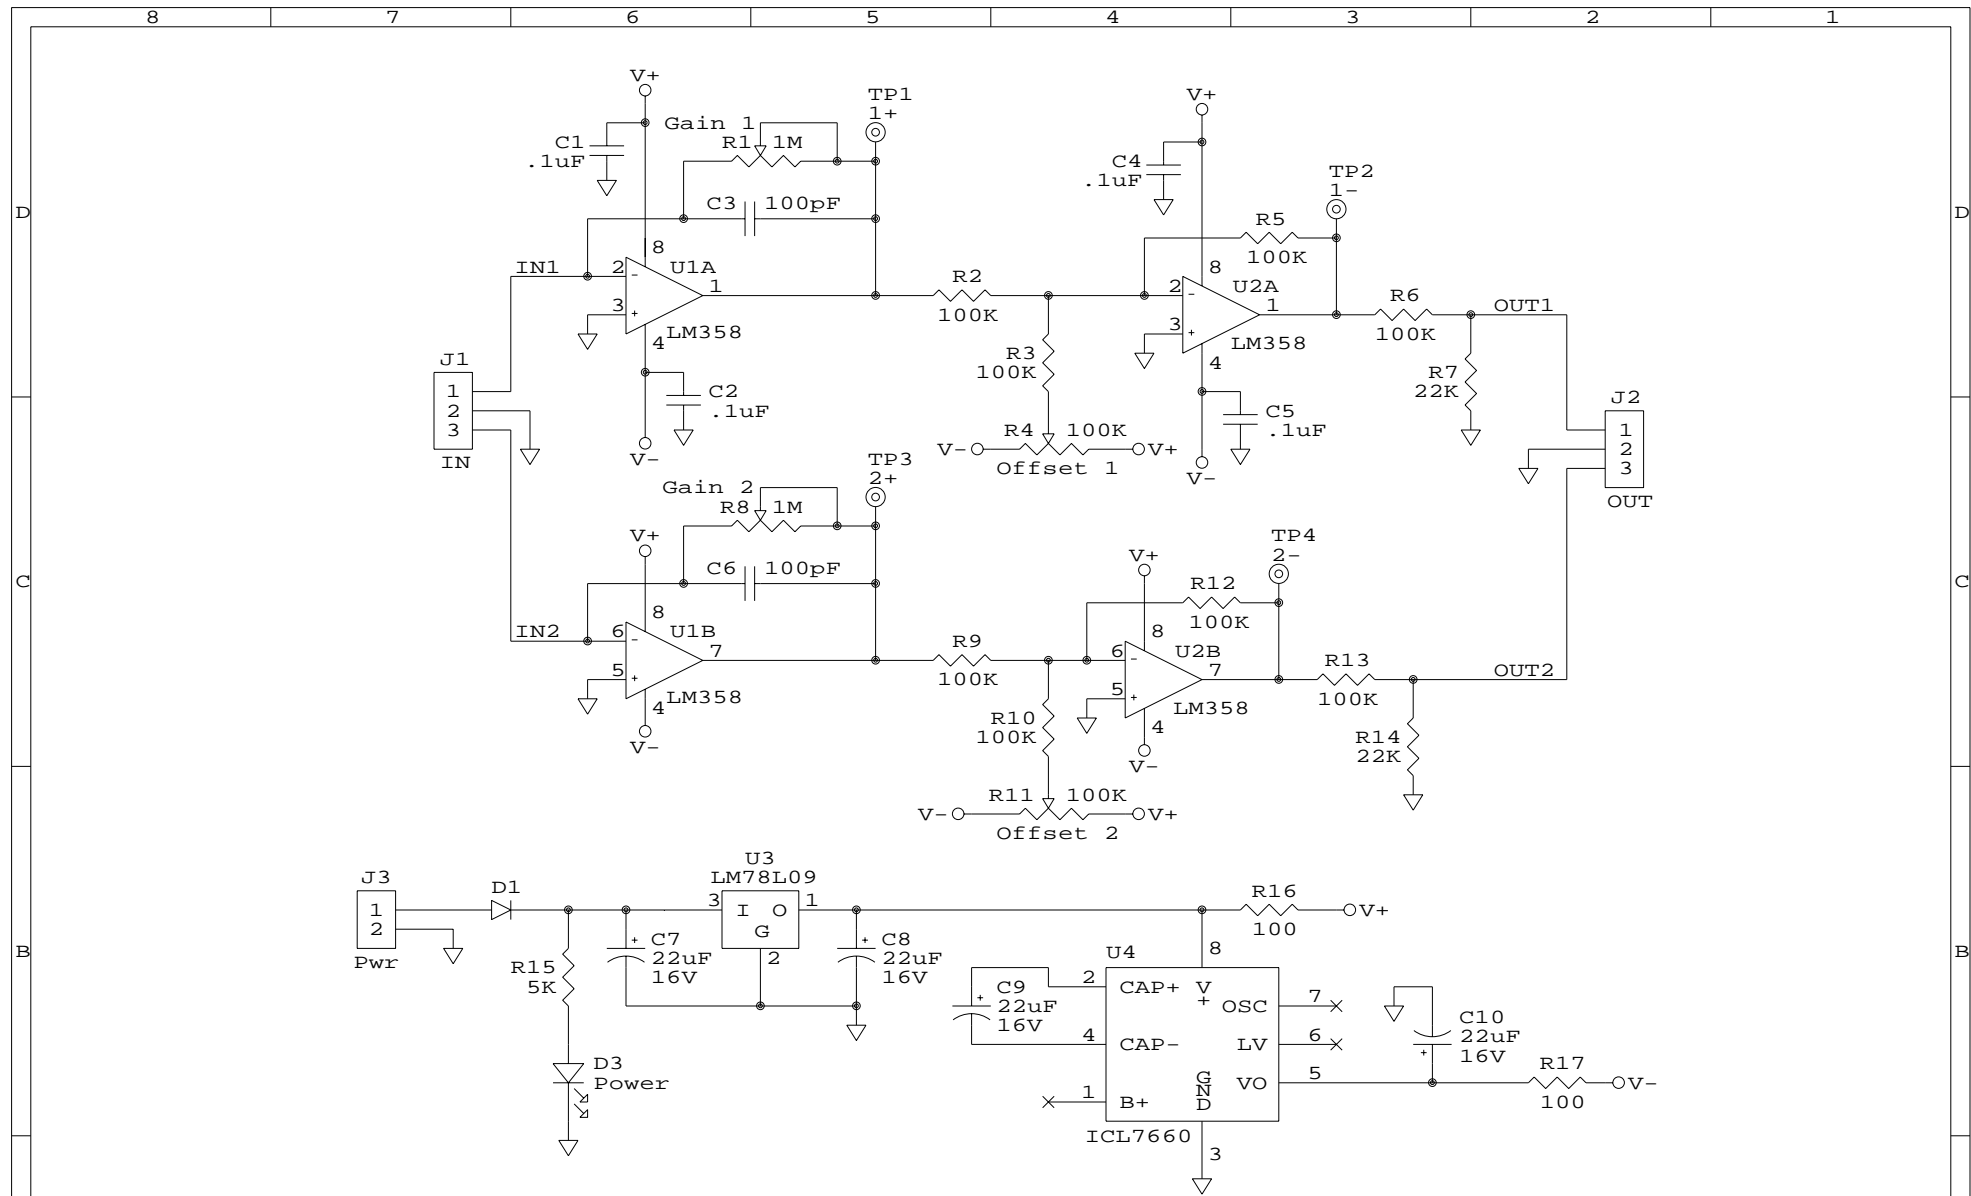 8 7 6 5 4 3 2 1
D
D
C
C
B
B
V+
C1
.1uF
Gain 1
R1 1M
TP1
1+
C3 100pF
8
IN1
2
-
U1A
1
3
+
LM358
4
C2
.1uF
V-
J1
1
2
3
IN
R2
100K
R3
100K
R4 100K
V-
V+
Offset 1
V+
C4
.1uF
TP2
1-
R5
100K
8
2
-
U2A
1
3
+
LM358
4
C5
.1uF
V-
R6
100K
OUT1
R7
22K
J2
1
2
3
OUT
Gain 2
R8 1M
TP3
2+
V+
C6 100pF
8
IN2
6
-
U1B
7
5
+
LM358
4
V-
R9
100K
R10
100K
R11 100K
V-
V+
Offset 2
V+
TP4
2-
R12
100K
8
6
-
U2B
7
5
+
LM358
4
V-
R13
100K
OUT2
R14
22K
J3
1
2
Pwr
D1
R15
5K
D3
Power
C7
+
22uF
16V
U3
LM78L09
3
I O
G
1
2
C8
+
22uF
16V
R16
100
V+
U4
8
2
CAP+
V
+
OSC
7
C9
+
22uF
16V
4
CAP-
LV
6
GND
VO
5
1
B+
ICL7660
3
C10
22uF
16V
+
R17
100
V-